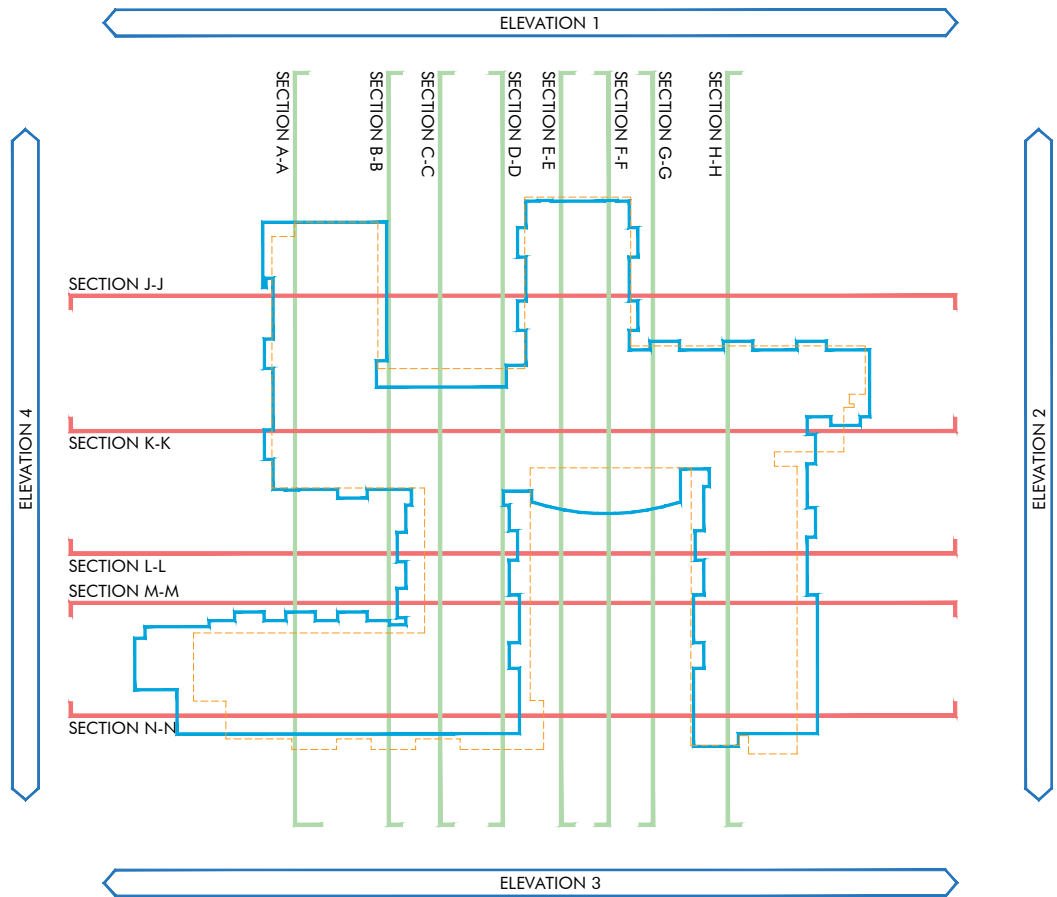 ELEVATION 1
SECTION A-A
SECTION B-B
SECTION C-C
SECTION D-D
SECTION E-E
SECTION F-F
SECTION G-G
SECTION H-H
SECTION J-J
ELEVATION 4
SECTION K-K
ELEVATION 2
SECTION L-L
SECTION M-M
SECTION N-N
ELEVATION 3